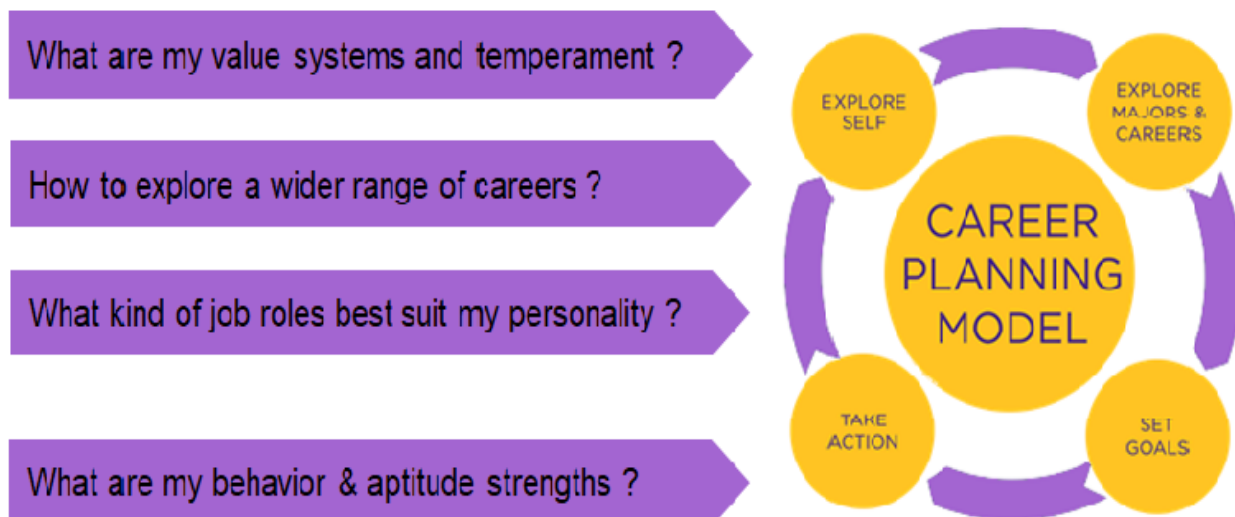 What are my value systems and temperament ?
How to explore a wider range of careers ?
What kind of job roles best suit my personality ?
What are my behavior & aptitude strengths ?
EXPLORE
SELF
EXPLORE
MAJORS &
CAREERS
CAREER
PLANNING
MODEL
TAKE
ACTION
SET
GOALS